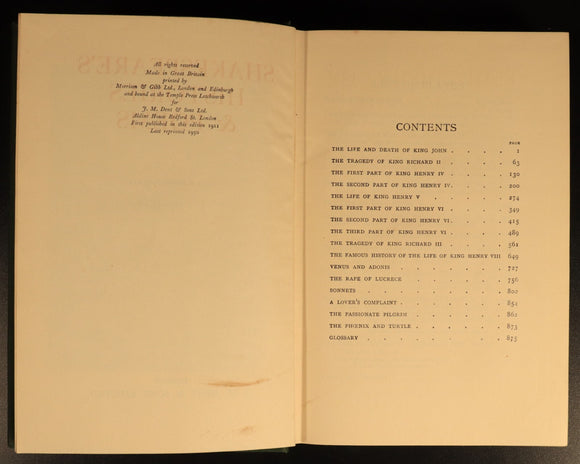 All rights reserved
Made in Great Britain
printed by
Morrison & Gibb Ltd., London and Edinburgh
and bound at the Temple Press Letchworth
for
J. M. Dent & Sons Ltd.
Aldine House Bedford St. London
First published in this edition 1911
Last reprinted 1950
CONTENTS
PAGE
THE LIFE AND DEATH OF KING JOHN . . . . . 1
THE TRAGEDY OF KING RICHARD II . . . . . 63
THE FIRST PART OF KING HENRY IV . . . . . 130
THE SECOND PART OF KING HENRY IV . . . . . 200
THE LIFE OF KING HENRY V . . . . . 274
THE FIRST PART OF KING HENRY VI . . . . . 349
THE SECOND PART OF KING HENRY VI . . . . . 415
THE THIRD PART OF KING HENRY VI . . . . . 489
THE TRAGEDY OF KING RICHARD III . . . . . 561
THE FAMOUS HISTORY OF THE LIFE OF KING HENRY VIII 649
VENUS AND ADONIS . . . . . . 727
THE RAPE OF LUCRECE . . . . . . 756
SONNETS . . . . . . . . 802
A LOVER'S COMPLAINT . . . . . . 852
THE PASSIONATE PILGRIM . . . . . . 861
THE PHŒNIX AND TURTLE . . . . . . 873
GLOSSARY . . . . . . . . 875